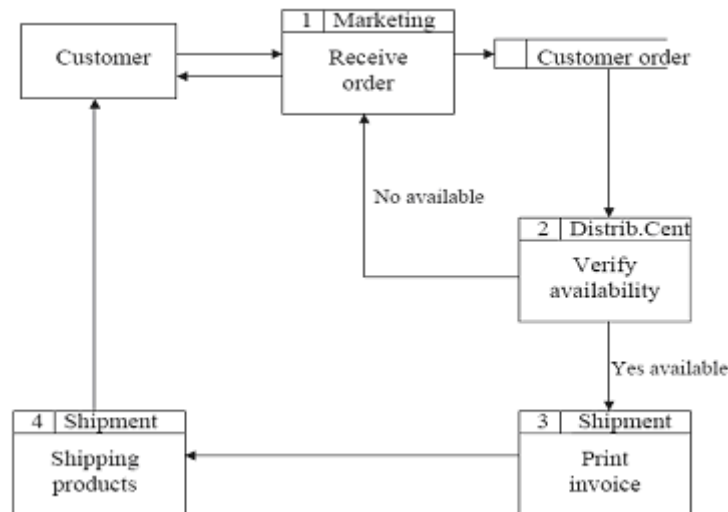 Customer
1 Marketing
Receive
order
Customer order
No available
2 Distrib.Cent
Verify
availability
Yes available
4 Shipment
Shipping
products
3 Shipment
Print
invoice